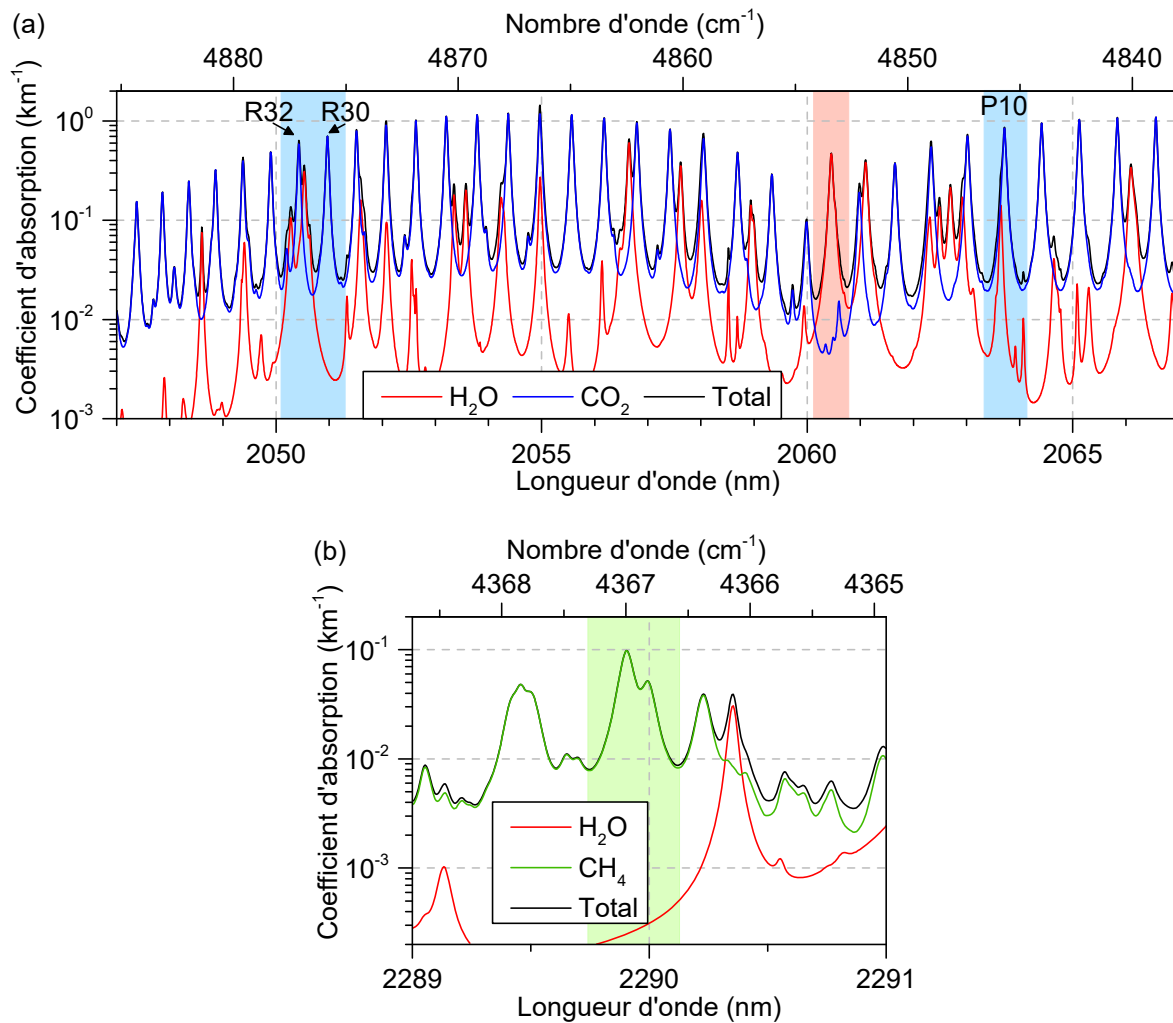 (a)
Nombre d'onde (cm⁻¹)
4880 4870 4860 4850 4840
Coefficient d'absorption (km⁻¹)
10⁰
10⁻¹
10⁻²
10⁻³
R32 R30 P10
H₂O CO₂ Total
2050 2055 2060 2065
Longueur d'onde (nm)
(b)
Nombre d'onde (cm⁻¹)
4368 4367 4366 4365
Coefficient d'absorption (km⁻¹)
10⁻¹
10⁻²
10⁻³
H₂O
CH₄
Total
2289 2290 2291
Longueur d'onde (nm)